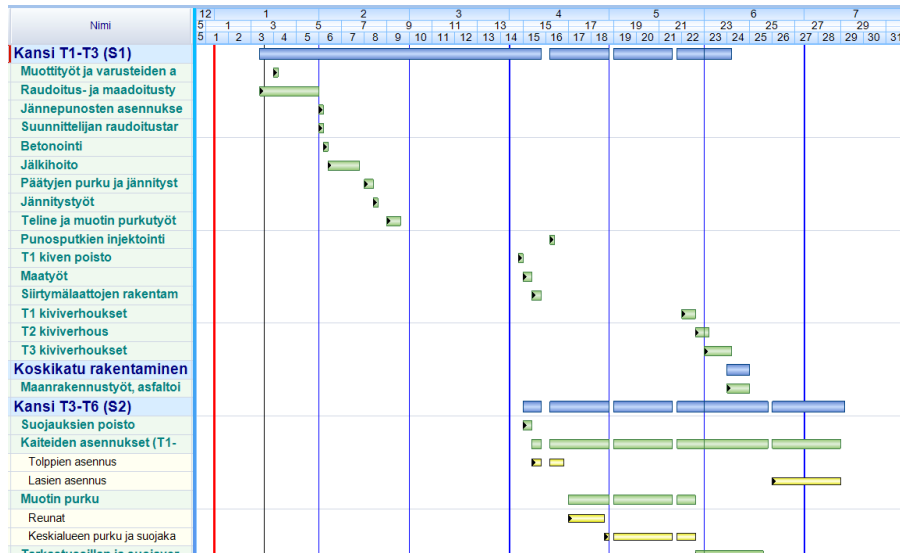 Nimi
12 1 2 3 4 5 6 7
5 1 3 5 7 9 11 13 15 17 19 21 23 25 27 29 31
5 1 2 3 4 5 6 7 8 9 10 11 12 13 14 15 16 17 18 19 20 21 22 23 24 25 26 27 28 29 30 31
Kansi T1-T3 (S1)
Muottityöt ja varusteiden a
Raudoitus- ja maadoitusty
Jännepunosten asennukse
Suunnittelijan raudoitustar
Betonointi
Jälkihoito
Päätyjen purku ja jännityst
Jännitystyöt
Teline ja muotin purkutyöt
Punosputkien injektointi
T1 kiven poisto
Maatyöt
Siirtymälaattojen rakentam
T1 kiviverhoukset
T2 kiviverhous
T3 kiviverhoukset
Koskikatu rakentaminen
Maanrakennustyöt, asfaltoi
Kansi T3-T6 (S2)
Suojauksien poisto
Kaiteiden asennukset (T1-
Tolppien asennus
Lasien asennus
Muotin purku
Reunat
Keskialueen purku ja suojaka